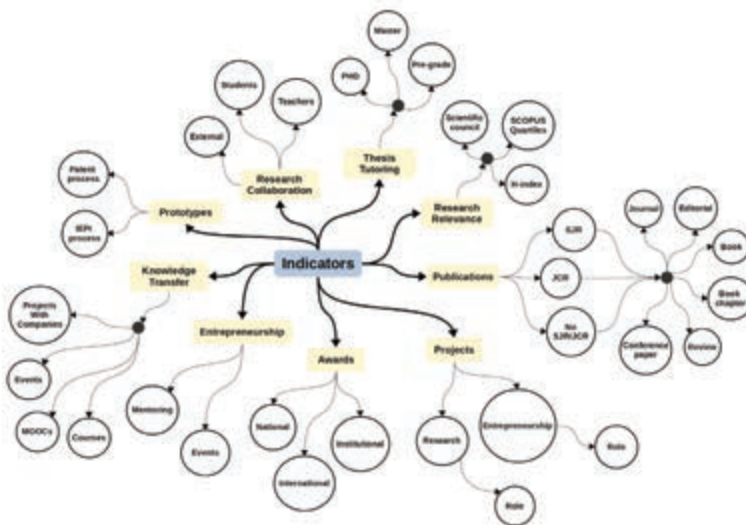 Master
Pre-grade
PHD
Students
Teachers
External
Scientific
council
SCOPUS
Quartiles
H-index
Thesis
Tutoring
Research
Collaboration
Research
Relevance
Patent
process
IEPI
process
Prototypes
Knowledge
Transfer
Indicators
Publications
SJR
JCR
No
SJR/JCR
Journal
Editorial
Book
Book
chapter
Review
Conference
paper
Projects
With
Companies
Events
MOOCs
Courses
Entrepreneurship
Mentoring
Events
Awards
National
International
Institutional
Projects
Research
Role
Entrepreneurship
Role